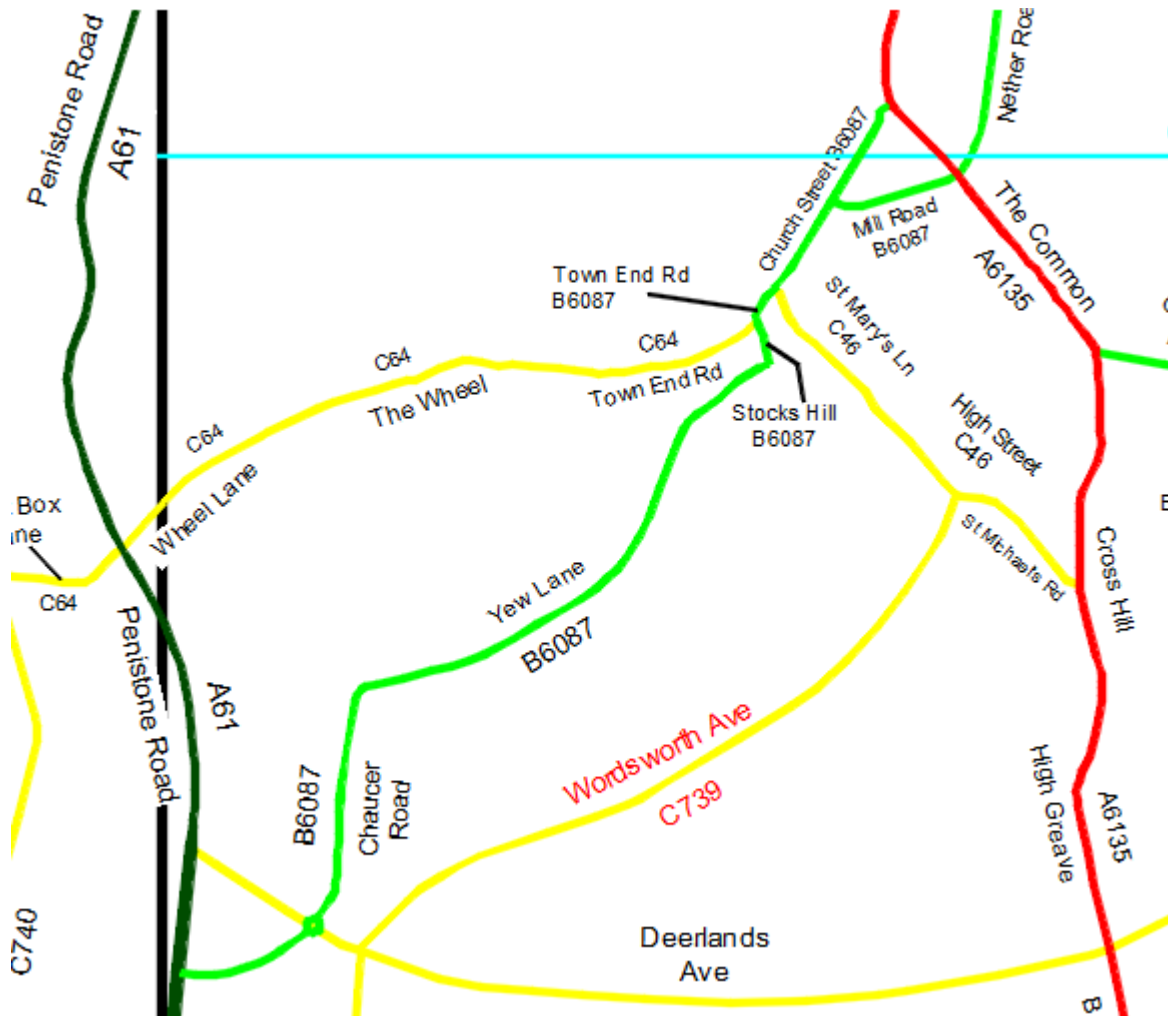 Penistone Road
A61
Nether Roa
Church Street B6087
Mill Road
B6087
The Common
A6135
Town End Rd
B6087
St Mary's Ln
C46
C64
C64
C64
The Wheel
Town End Rd
Stocks Hill
B6087
High Street
C46
Wheel Lane
Box
ne
C64
St Michaels Rd
Cross Hill
Yew Lane
B6087
Penistone Road
A61
Wordsworth Ave
C739
B6087
Chaucer
Road
High Greave
A6135
C740
Deerlands
Ave
B